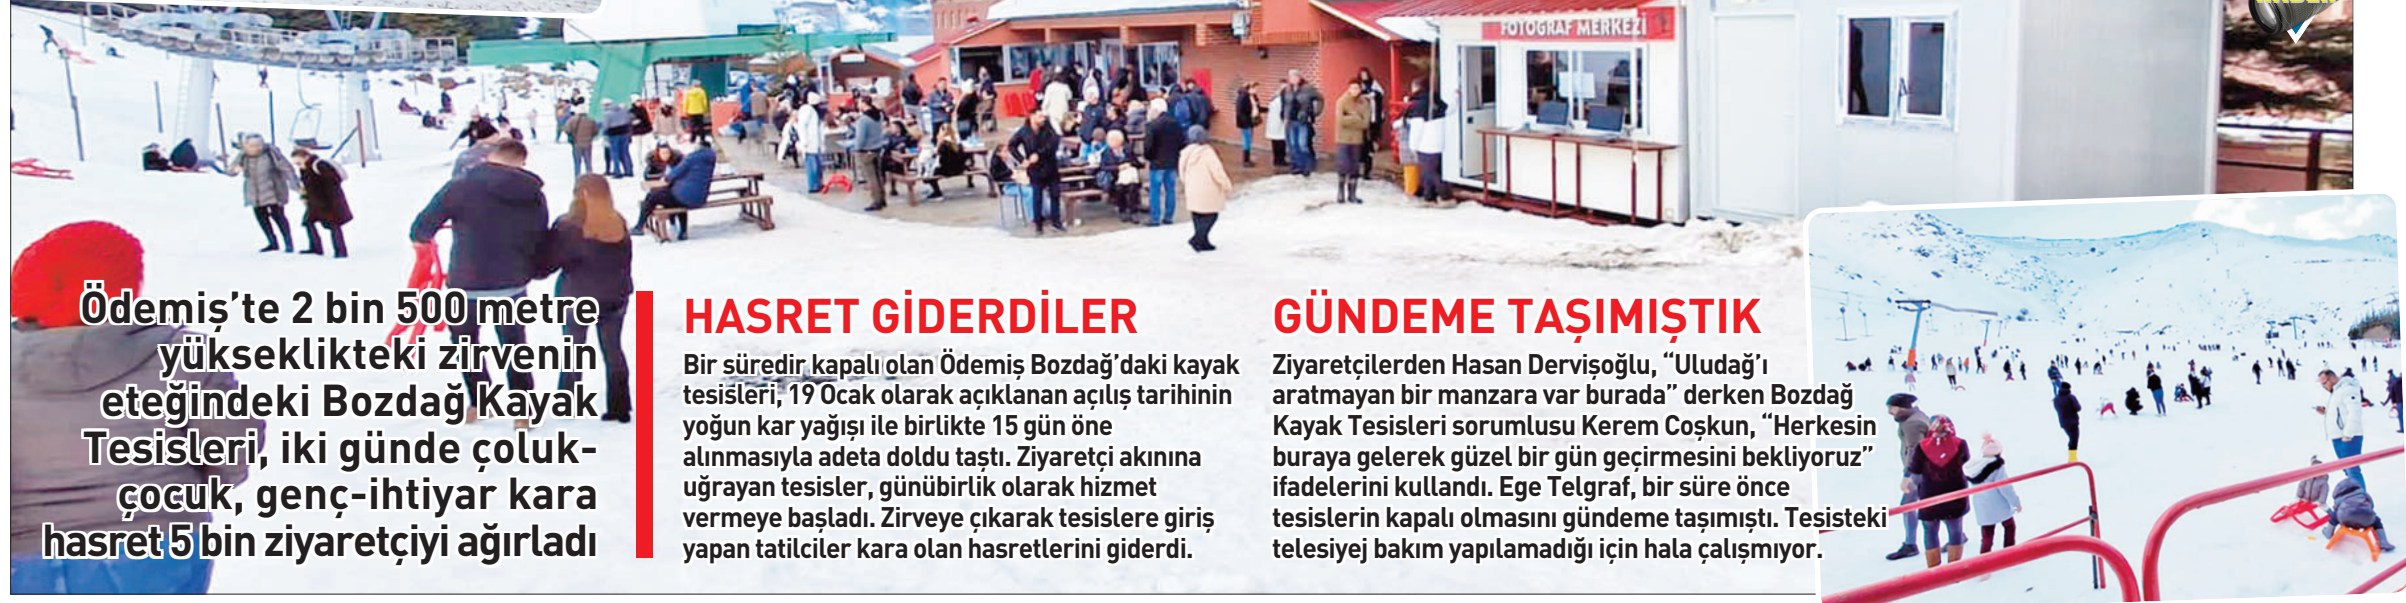 FOTOĞRAF MERKEZİ
Ödemiş’te 2 bin 500 metre
yükseklikteki zirvenin
eteğindeki Bozdağ Kayak
Tesisleri, iki günde çoluk-
çocuk, genç-ihtiyar kara
hasret 5 bin ziyaretçiyi ağırladı
HASRET GİDERDİLER
Bir süredir kapalı olan Ödemiş Bozdağ’daki kayak
tesisleri, 19 Ocak olarak açıklanan açılış tarihinin
yoğun kar yağışı ile birlikte 15 gün öne
alınmasıyla adeta doldu taştı. Ziyaretçi akınına
uğrayan tesisler, günübirlik olarak hizmet
vermeye başladı. Zirveye çıkarak tesislere giriş
yapan tatilciler kara olan hasretlerini giderdi.
GÜNDEME TAŞIMIŞTIK
Ziyaretçilerden Hasan Dervişoğlu, “Uludağ’ı
aratmayan bir manzara var burada” derken Bozdağ
Kayak Tesisleri sorumlusu Kerem Coşkun, “Herkesin
buraya gelerek güzel bir gün geçirmesini bekliyoruz”
ifadelerini kullandı. Ege Telgraf, bir süre önce
tesislerin kapalı olmasını gündeme taşımıştı. Tesisteki
telesiyej bakım yapılamadığı için hala çalışmıyor.